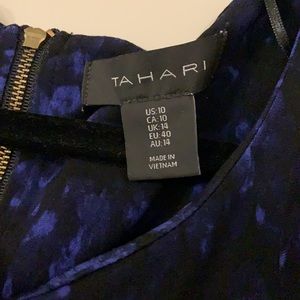 TAHARI
US:10
CA:10
UK:14
EU:40
AU:14
MADE IN
VIETNAM